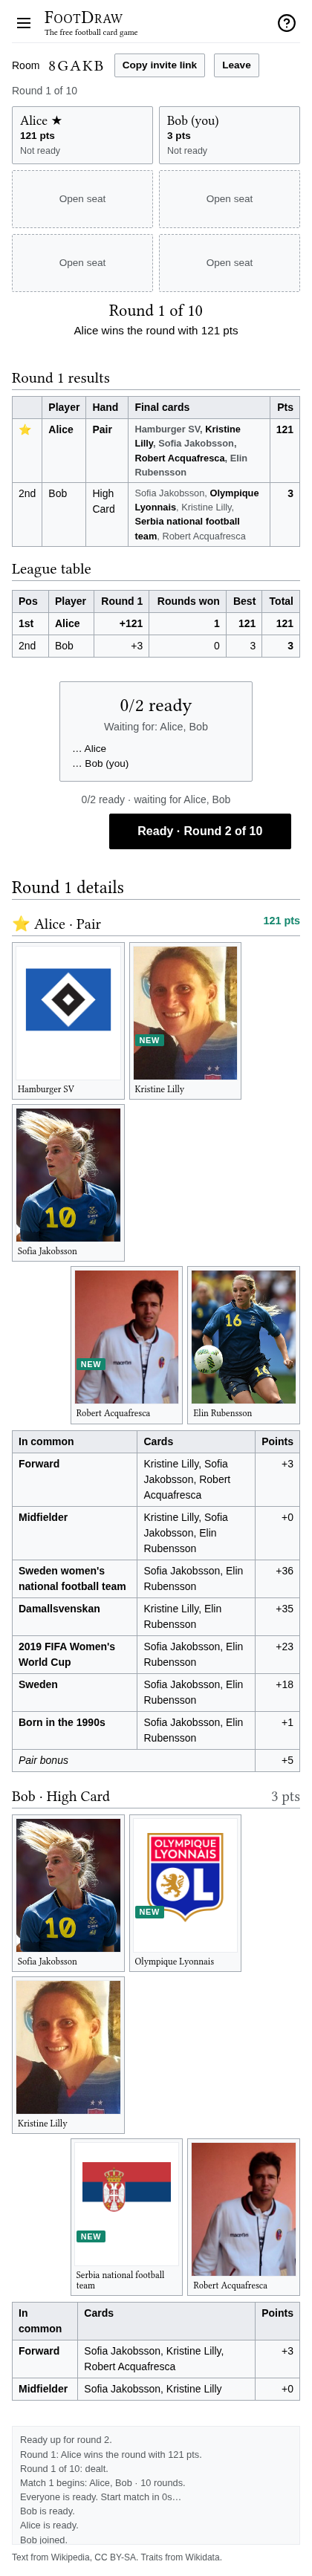 FOOTDRAW
The free football card game
Room 8GAKB Copy invite link Leave
Round 1 of 10
Alice ★
121 pts
Not ready
Bob (you)
3 pts
Not ready
Open seat Open seat
Open seat Open seat
Round 1 of 10
Alice wins the round with 121 pts
Round 1 results
Player Hand Final cards Pts
Alice Pair Hamburger SV, Kristine Lilly, Sofia Jakobsson, Robert Acquafresca, Elin Rubensson 121
2nd Bob High Card Sofia Jakobsson, Olympique Lyonnais, Kristine Lilly, Serbia national football team, Robert Acquafresca 3
League table
Pos Player Round 1 Rounds won Best Total
1st Alice +121 1 121 121
2nd Bob +3 0 3 3
0/2 ready
Waiting for: Alice, Bob
… Alice
… Bob (you)
0/2 ready · waiting for Alice, Bob
Ready · Round 2 of 10
Round 1 details
⭐ Alice · Pair 121 pts
Hamburger SV
NEW
Kristine Lilly
10
Sofia Jakobsson
NEW
Robert Acquafresca
16
Elin Rubensson
In common Cards Points
Forward Kristine Lilly, Sofia Jakobsson, Robert Acquafresca +3
Midfielder Kristine Lilly, Sofia Jakobsson, Elin Rubensson +0
Sweden women's national football team Sofia Jakobsson, Elin Rubensson +36
Damallsvenskan Kristine Lilly, Elin Rubensson +35
2019 FIFA Women's World Cup Sofia Jakobsson, Elin Rubensson +23
Sweden Sofia Jakobsson, Elin Rubensson +18
Born in the 1990s Sofia Jakobsson, Elin Rubensson +1
Pair bonus +5
Bob · High Card 3 pts
10
Sofia Jakobsson
OLYMPIQUE
LYONNAIS
OL
NEW
Olympique Lyonnais
Kristine Lilly
NEW
Serbia national football team
Robert Acquafresca
In common Cards Points
Forward Sofia Jakobsson, Kristine Lilly, Robert Acquafresca +3
Midfielder Sofia Jakobsson, Kristine Lilly +0
Ready up for round 2.
Round 1: Alice wins the round with 121 pts.
Round 1 of 10: dealt.
Match 1 begins: Alice, Bob · 10 rounds.
Everyone is ready. Start match in 0s…
Bob is ready.
Alice is ready.
Bob joined.
Text from Wikipedia, CC BY-SA. Traits from Wikidata.